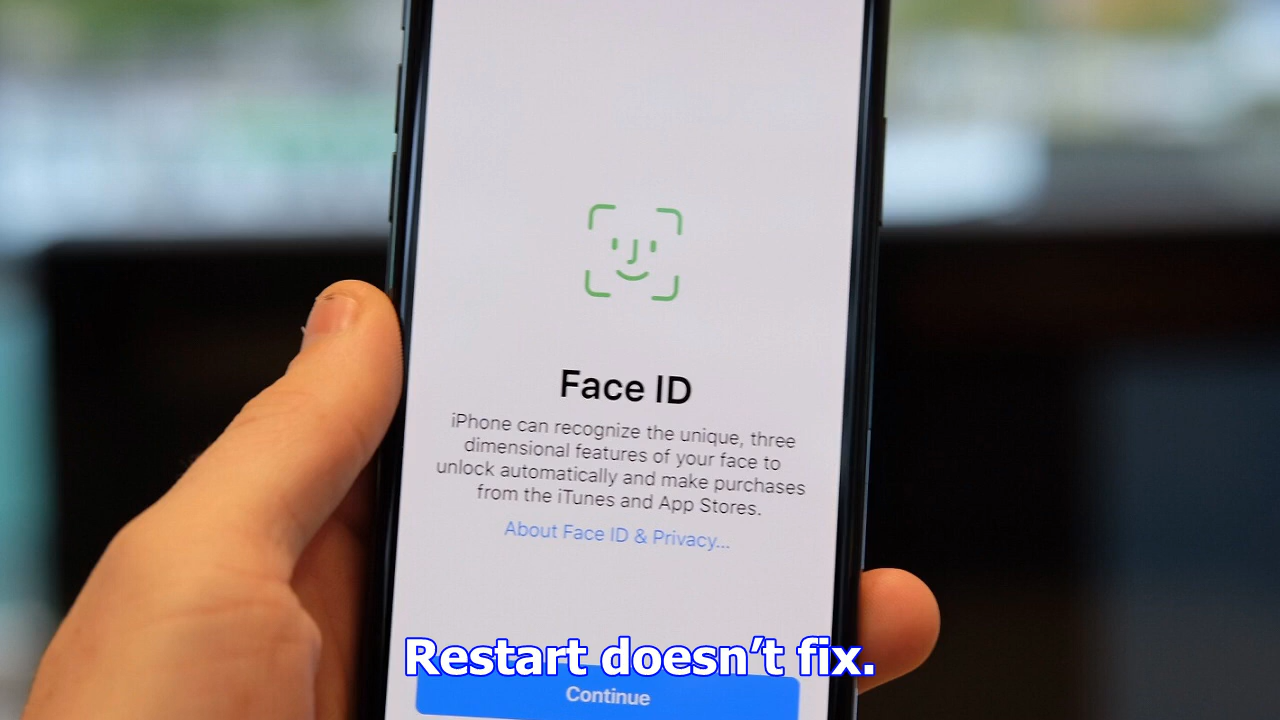 Face ID
iPhone can recognize the unique, three
dimensional features of your face to
unlock automatically and make purchases
from the iTunes and App Stores.
About Face ID & Privacy...
Restart doesn’t fix.
Continue